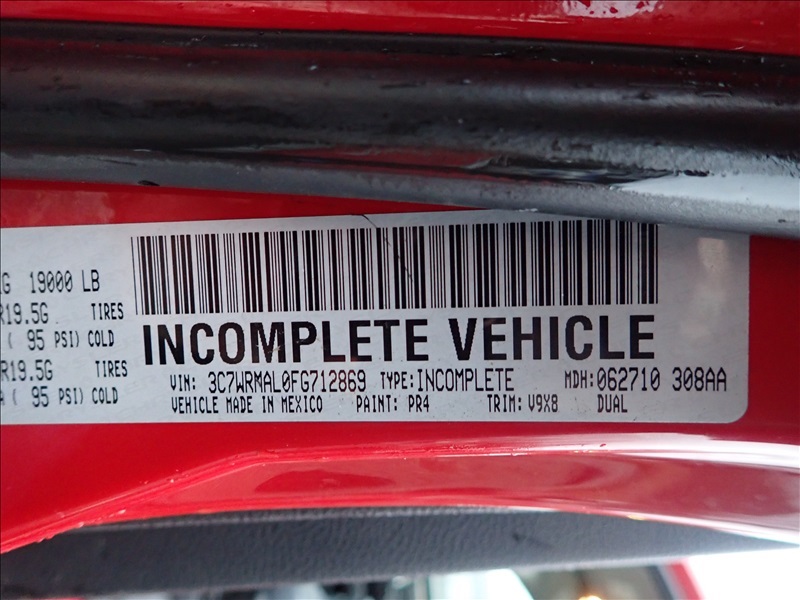 19000 LB
R19.5G TIRES
( 95 PSI) COLD
R19.5G TIRES
( 95 PSI) COLD
INCOMPLETE VEHICLE
VIN: 3C7WRMAL0FG712869 TYPE:INCOMPLETE MDH:062710 308AA
VEHICLE MADE IN MEXICO PAINT: PR4 TRIM: V9X8 DUAL